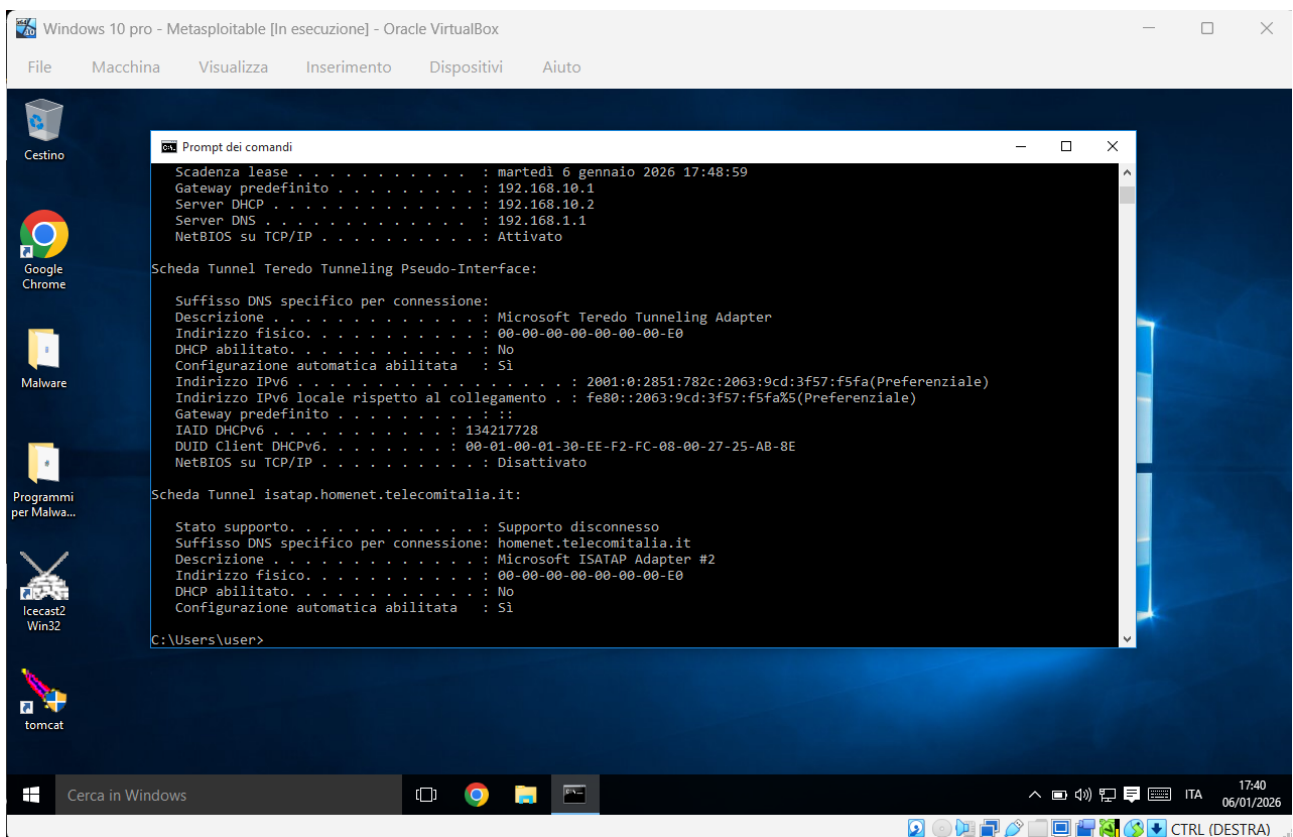 Windows 10 pro - Metasploitable [In esecuzione] - Oracle VirtualBox
File Macchina Visualizza Inserimento Dispositivi Aiuto
Cestino
Google
Chrome
Malware
Programmi
per Malwa...
Icecast2
Win32
tomcat
Prompt dei comandi
Scadenza lease . . . . . . . . . . . : martedì 6 gennaio 2026 17:48:59
Gateway predefinito . . . . . . . . . : 192.168.10.1
Server DHCP . . . . . . . . . . . . . : 192.168.10.2
Server DNS . . . . . . . . . . . . . : 192.168.1.1
NetBIOS su TCP/IP . . . . . . . . . . : Attivato
Scheda Tunnel Teredo Tunneling Pseudo-Interface:
Suffisso DNS specifico per connessione:
Descrizione . . . . . . . . . . . . . : Microsoft Teredo Tunneling Adapter
Indirizzo fisico. . . . . . . . . . . : 00-00-00-00-00-00-00-E0
DHCP abilitato. . . . . . . . . . . . : No
Configurazione automatica abilitata : Sì
Indirizzo IPv6 . . . . . . . . . . . . . . . . . : 2001:0:2851:782c:2063:9cd:3f57:f5fa(Preferenziale)
Indirizzo IPv6 locale rispetto al collegamento . : fe80::2063:9cd:3f57:f5fa%5(Preferenziale)
Gateway predefinito . . . . . . . . . : ::
IAID DHCPv6 . . . . . . . . . . . : 134217728
DUID Client DHCPv6. . . . . . . . : 00-01-00-01-30-EE-F2-FC-08-00-27-25-AB-8E
NetBIOS su TCP/IP . . . . . . . . . . : Disattivato
Scheda Tunnel isatap.homenet.telecomitalia.it:
Stato supporto. . . . . . . . . . . . : Supporto disconnesso
Suffisso DNS specifico per connessione: homenet.telecomitalia.it
Descrizione . . . . . . . . . . . . . : Microsoft ISATAP Adapter #2
Indirizzo fisico. . . . . . . . . . . : 00-00-00-00-00-00-00-E0
DHCP abilitato. . . . . . . . . . . . : No
Configurazione automatica abilitata : Sì
C:\Users\user>
Cerca in Windows
ITA
17:40
06/01/2026
CTRL (DESTRA)